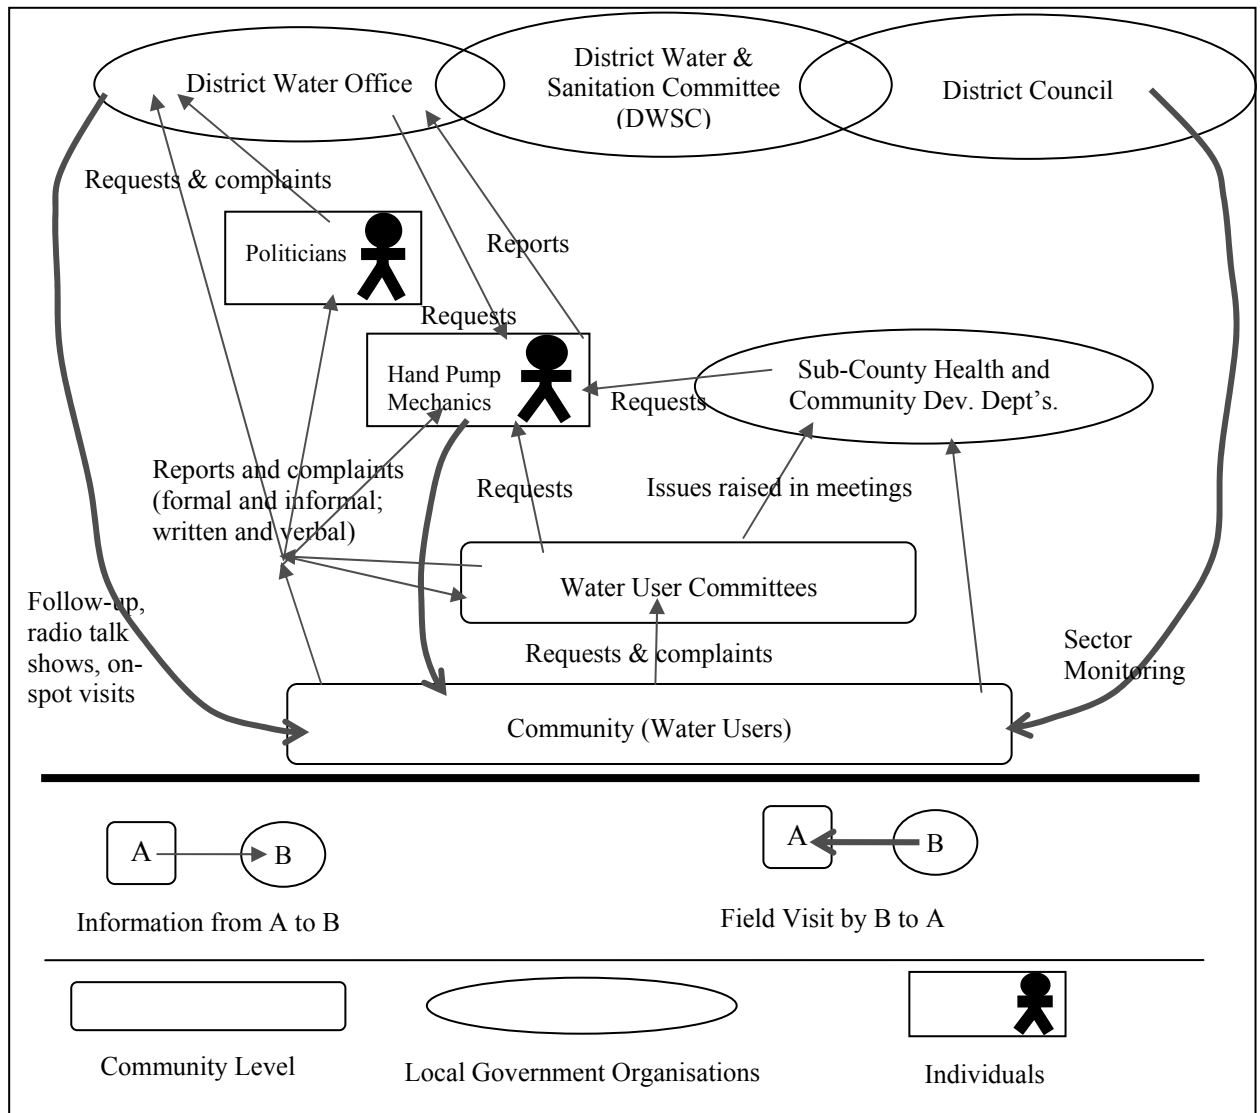 District Water Office
District Water &
Sanitation Committee
(DWSC)
District Council
Requests & complaints
Politicians
Reports
Requests
Hand Pump
Mechanics
Sub-County Health and
Community Dev. Dept’s.
Requests
Reports and complaints
(formal and informal;
written and verbal)
Requests
Issues raised in meetings
Water User Committees
Follow-up,
radio talk
shows, on-
spot visits
Requests & complaints
Sector
Monitoring
Community (Water Users)
A
B
A
B
Information from A to B
Field Visit by B to A
Community Level
Local Government Organisations
Individuals